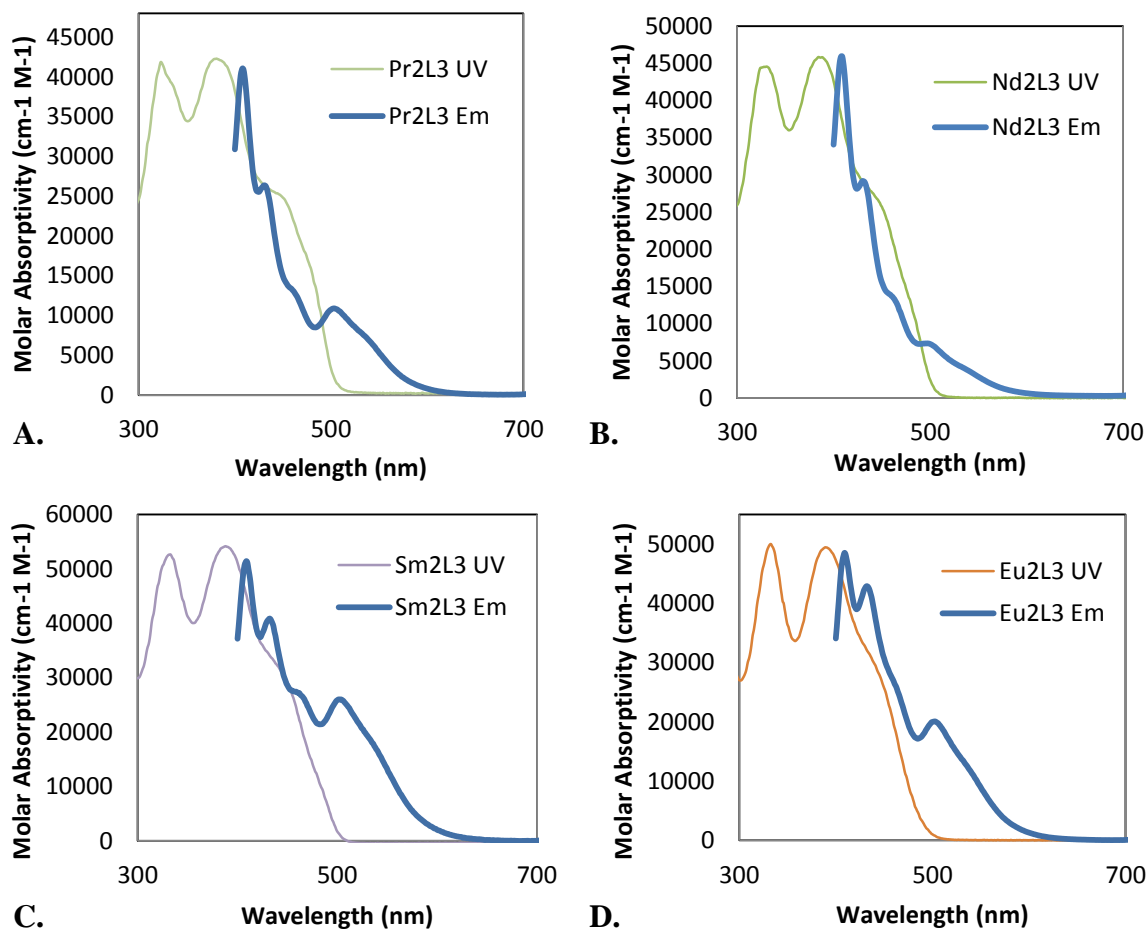 Molar Absorptivity (cm-1 M-1)
45000
40000
35000
30000
25000
20000
15000
10000
5000
0
Pr2L3 UV
Pr2L3 Em
300
500
700
Wavelength (nm)
A.
Molar Absorptivity (cm-1 M-1)
50000
45000
40000
35000
30000
25000
20000
15000
10000
5000
0
Nd2L3 UV
Nd2L3 Em
300
500
700
Wavelength (nm)
B.
Molar Absorptivity (cm-1 M-1)
60000
50000
40000
30000
20000
10000
0
Sm2L3 UV
Sm2L3 Em
300
500
700
Wavelength (nm)
C.
Molar Absorptivity (cm-1 M-1)
50000
40000
30000
20000
10000
0
Eu2L3 UV
Eu2L3 Em
300
500
700
Wavelength (nm)
D.